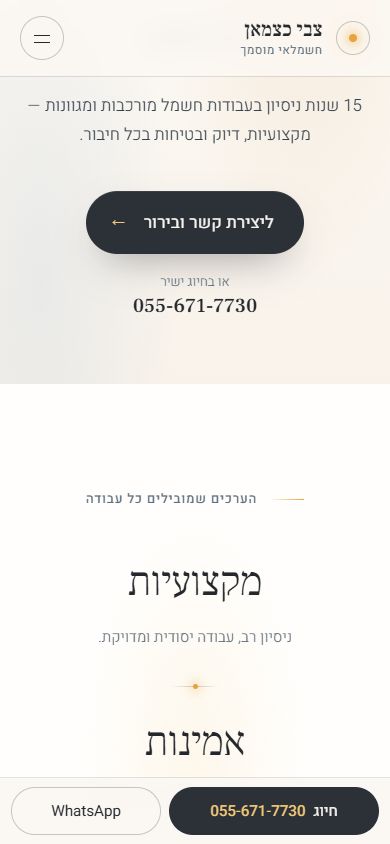 צבי כצמאן
חשמלאי מוסמך
15 שנות ניסיון בעבודות חשמל מורכבות ומגוונות —
מקצועיות, דיוק ובטיחות בכל חיבור.
ליצירת קשר ובירור ←
או בחיוג ישיר
055-671-7730
הערכים שמובילים כל עבודה
מקצועיות
ניסיון רב, עבודה יסודית ומדויקת.
אמינות
חיוג 055-671-7730
WhatsApp